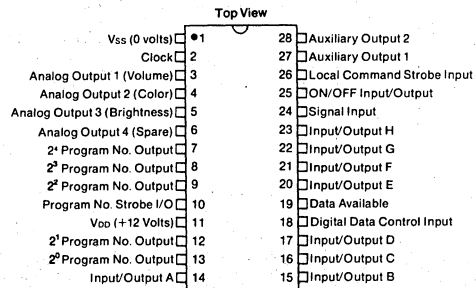 Top View
Vss (0 volts) 1 28 Auxiliary Output 2
Clock 2 27 Auxiliary Output 1
Analog Output 1 (Volume) 3 26 Local Command Strobe Input
Analog Output 2 (Color) 4 25 ON/OFF Input/Output
Analog Output 3 (Brightness) 5 24 Signal Input
Analog Output 4 (Spare) 6 23 Input/Output H
2⁴ Program No. Output 7 22 Input/Output G
2³ Program No. Output 8 21 Input/Output F
2² Program No. Output 9 20 Input/Output E
Program No. Strobe I/O 10 19 Data Available
VDD (+12 Volts) 11 18 Digital Data Control Input
2¹ Program No. Output 12 17 Input/Output D
2⁰ Program No. Output 13 16 Input/Output C
Input/Output A 14 15 Input/Output B